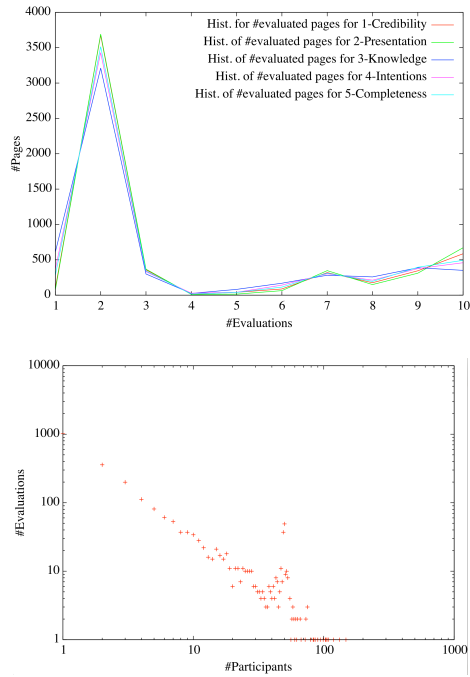 4000
3500
3000
2500
2000
1500
1000
500
0
#Pages
Hist. for #evaluated pages for 1-Credibility
Hist. of #evaluated pages for 2-Presentation
Hist. of #evaluated pages for 3-Knowledge
Hist. of #evaluated pages for 4-Intentions
Hist. of #evaluated pages for 5-Completeness
1 2 3 4 5 6 7 8 9 10
#Evaluations
10000
1000
100
10
1
#Evaluations
1 10 100 1000
#Participants